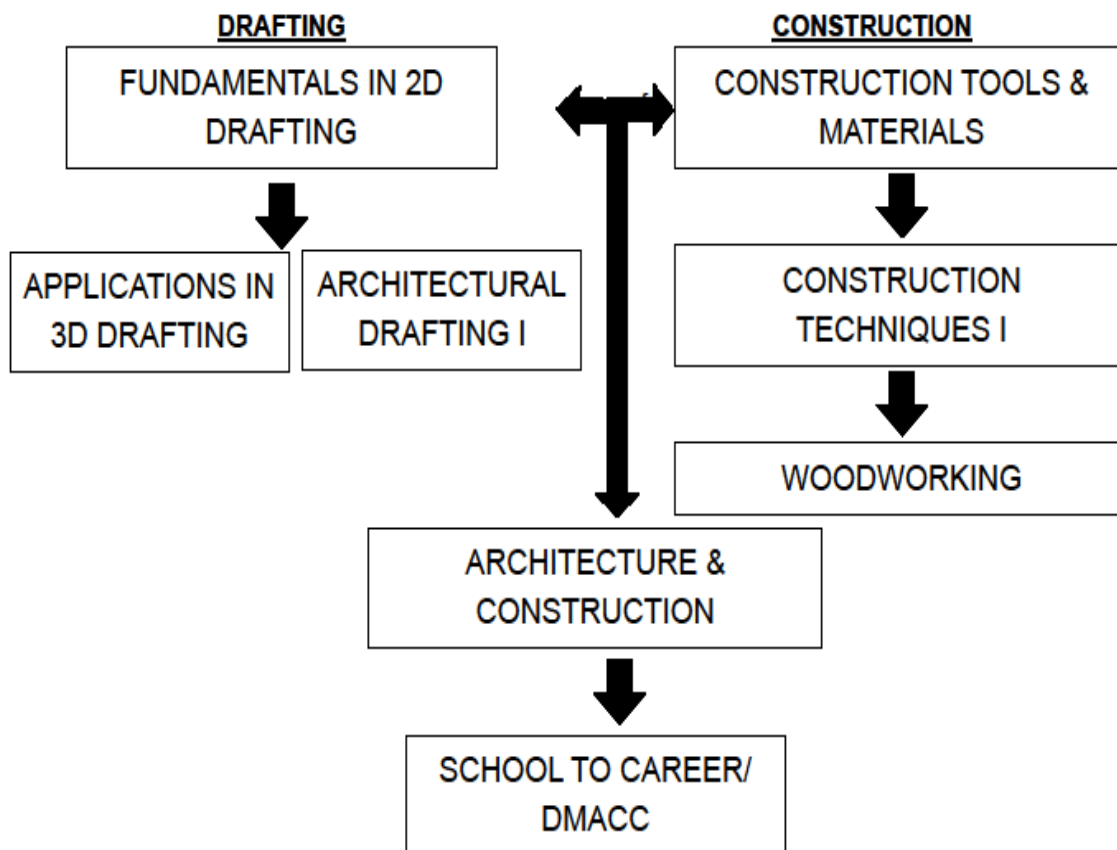 DRAFTING
CONSTRUCTION
FUNDAMENTALS IN 2D
DRAFTING
CONSTRUCTION TOOLS &
MATERIALS
APPLICATIONS IN
3D DRAFTING
ARCHITECTURAL
DRAFTING I
CONSTRUCTION
TECHNIQUES I
WOODWORKING
ARCHITECTURE &
CONSTRUCTION
SCHOOL TO CAREER/
DMACC